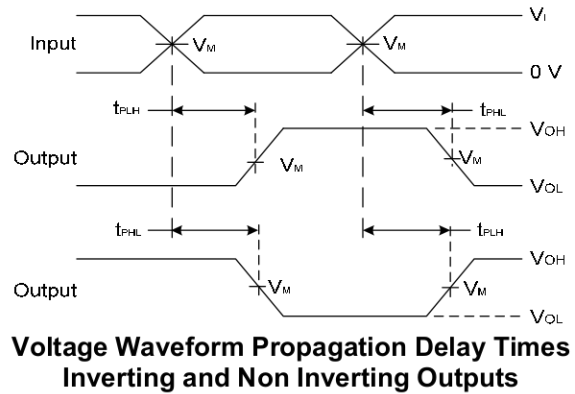 VI
Input VM VM
0 V
tPLH tPHL
VOH
Output VM VM
VOL
tPHL tPLH
VOH
Output VM VM
VOL
Voltage Waveform Propagation Delay Times
Inverting and Non Inverting Outputs